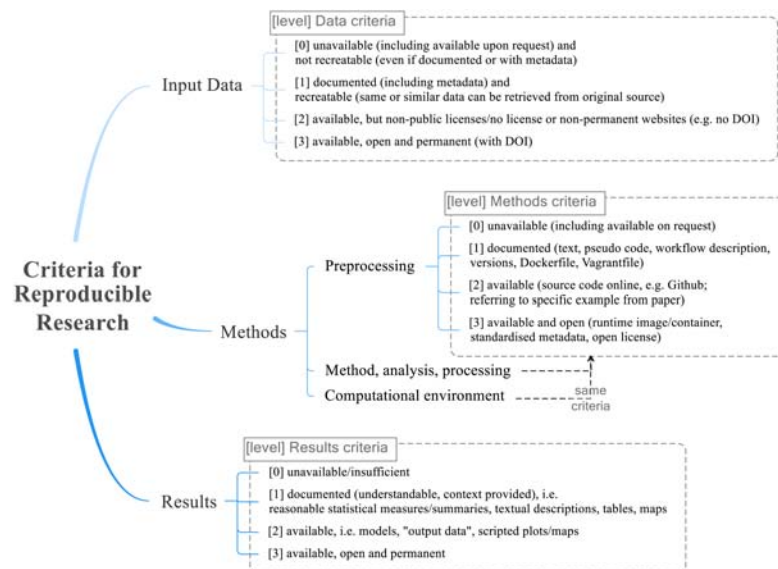 [level] Data criteria
[0] unavailable (including available upon request) and
not recreatable (even if documented or with metadata)
Input Data
[1] documented (including metadata) and
recreatable (same or similar data can be retrieved from original source)
[2] available, but non-public licenses/no license or non-permanent websites (e.g. no DOI)
[3] available, open and permanent (with DOI)
Criteria for
Reproducible
Research
Methods
[level] Methods criteria
Preprocessing
[0] unavailable (including available on request)
[1] documented (text, pseudo code, workflow description,
versions, Dockerfile, Vagrantfile)
[2] available (source code online, e.g. Github;
referring to specific example from paper)
[3] available and open (runtime image/container,
standardised metadata, open license)
Method, analysis, processing
Computational environment
same
criteria
[level] Results criteria
Results
[0] unavailable/insufficient
[1] documented (understandable, context provided), i.e.
reasonable statistical measures/summaries, textual descriptions, tables, maps
[2] available, i.e. models, "output data", scripted plots/maps
[3] available, open and permanent